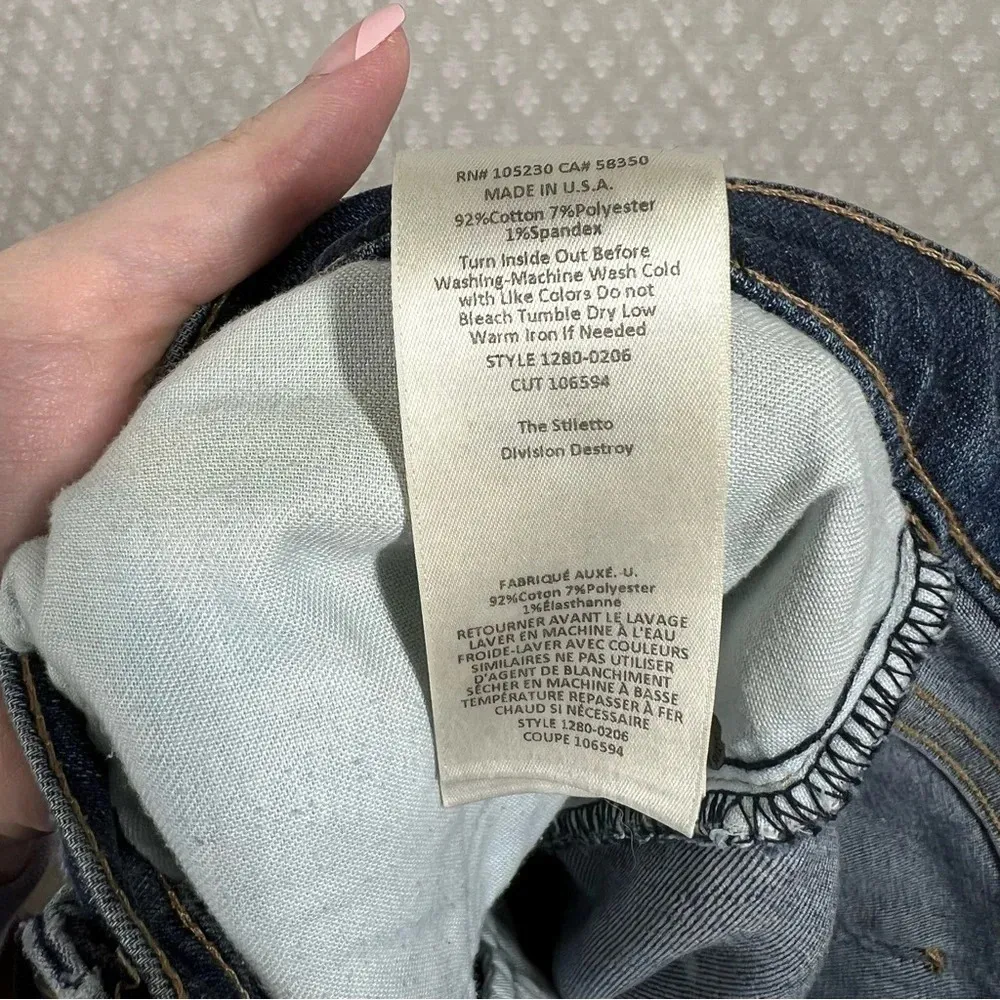 RN# 105230 CA# 58350
MADE IN U.S.A.
92%Cotton 7%Polyester
1%Spandex
Turn Inside Out Before
Washing-Machine Wash Cold
with Like Colors Do not
Bleach Tumble Dry Low
Warm Iron If Needed
STYLE 1280-0206
CUT 106594
The Stiletto
Division Destroy
FABRIQUÉ AUXÉ.-U.
92%Coton 7%Polyester
1%Élasthanne
RETOURNER AVANT LE LAVAGE
LAVER EN MACHINE À L'EAU
FROIDE-LAVER AVEC COULEURS
SIMILAIRES NE PAS UTILISER
D'AGENT DE BLANCHIMENT
SÉCHER EN MACHINE À BASSE
TEMPÉRATURE REPASSER À FER
CHAUD SI NÉCESSAIRE
STYLE 1280-0206
COUPE 106594